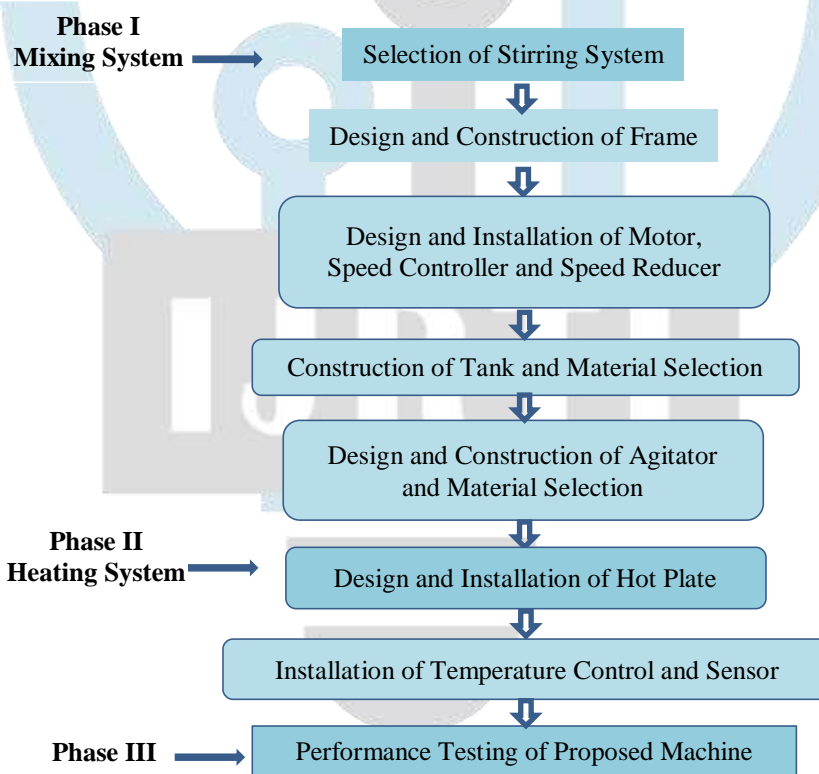 Phase I
Mixing System
Selection of Stirring System
Design and Construction of Frame
Design and Installation of Motor,
Speed Controller and Speed Reducer
Construction of Tank and Material Selection
Design and Construction of Agitator
and Material Selection
Phase II
Heating System
Design and Installation of Hot Plate
Installation of Temperature Control and Sensor
Phase III
Performance Testing of Proposed Machine
IJRTI